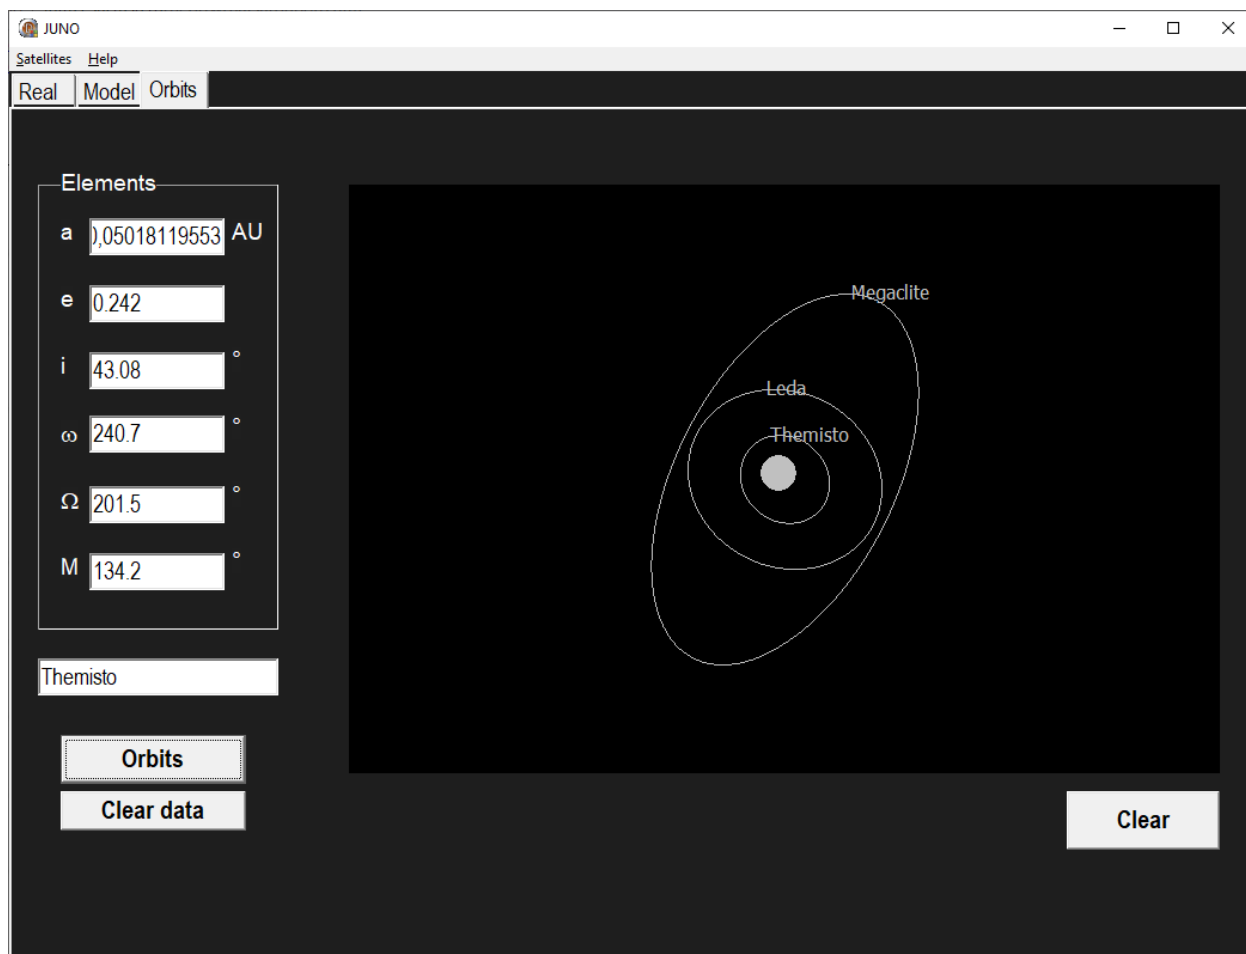 JUNO
Satellites Help
Real Model Orbits
Elements
a ),05018119553 AU
e 0.242
i 43.08 °
ω 240.7 °
Ω 201.5 °
M 134.2 °
Themisto
Orbits
Clear data
Megaclite
Leda
Themisto
Clear